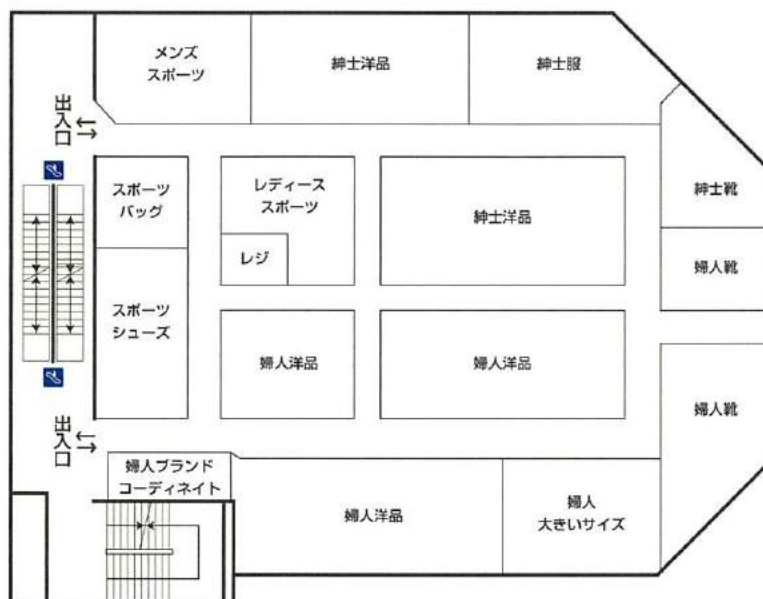 メンズ
スポーツ
紳士洋品
紳士服
出入口
スポーツ
バッグ
レディース
スポーツ
紳士洋品
紳士靴
レジ
婦人靴
スポーツ
シューズ
婦人洋品
婦人洋品
婦人靴
出入口
婦人ブランド
コーディネイト
婦人洋品
婦人
大きいサイズ